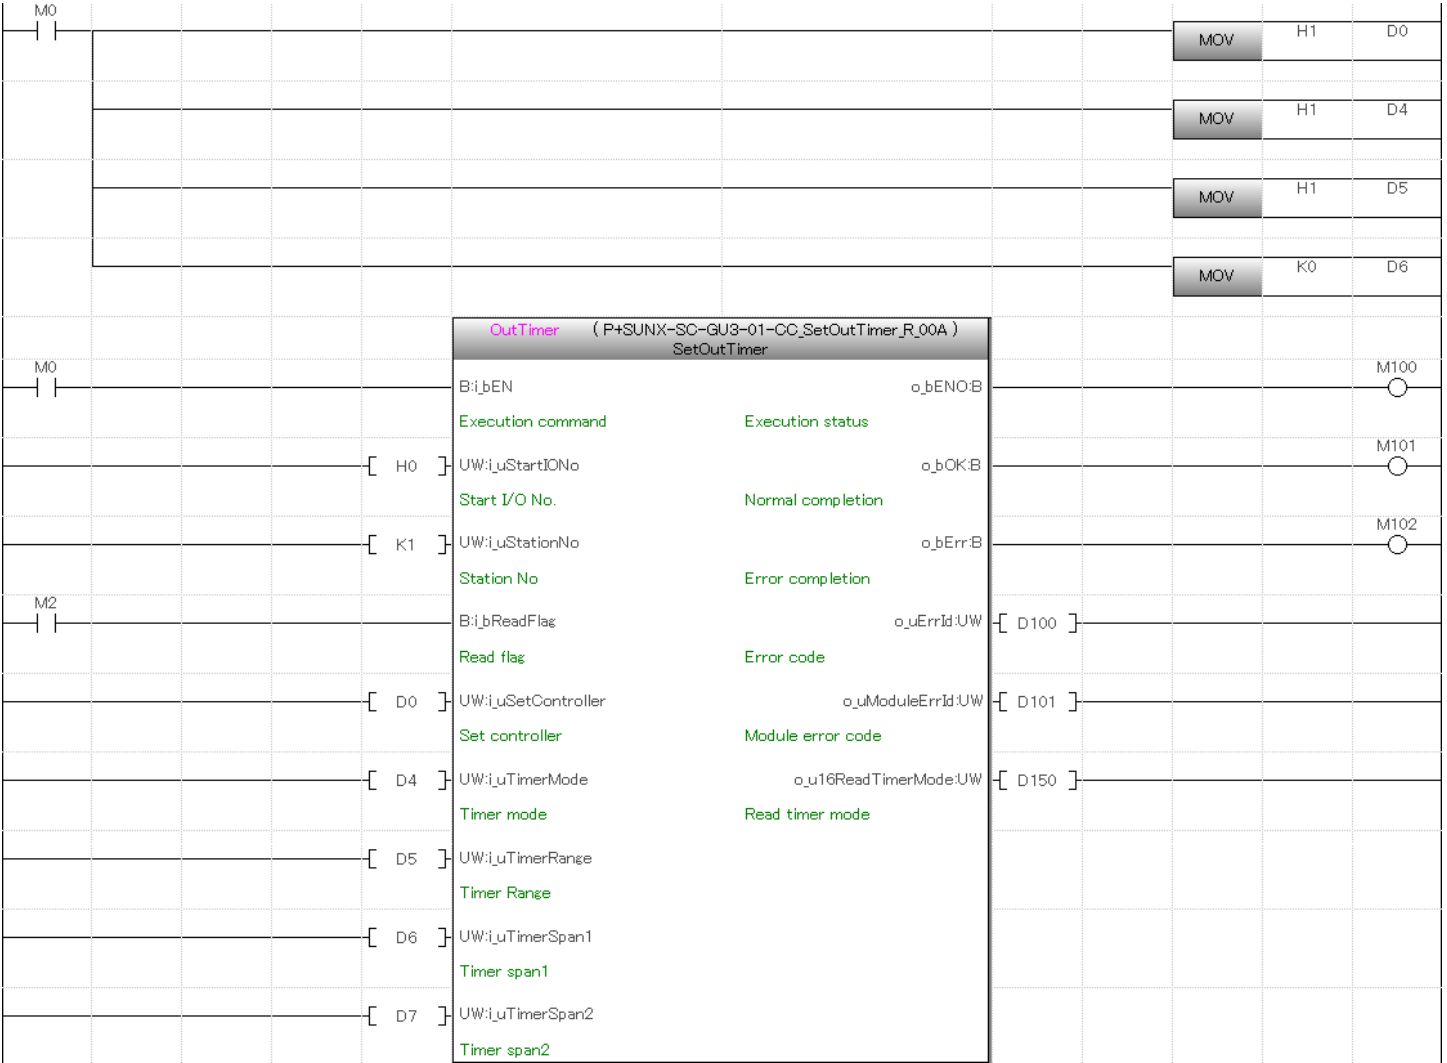 M0
MOV H1 D0
MOV H1 D4
MOV H1 D5
MOV K0 D6
OutTimer (P+SUNX-SC-GU3-01-CC_SetOutTimer_R_00A)
SetOutTimer
M0 B:i_bEN o_bENO:B M100
Execution command Execution status
H0 UW:i_uStartIONo o_bOK:B M101
Start I/O No. Normal completion
K1 UW:i_uStationNo o_bErr:B M102
Station No Error completion
M2 B:i_bReadFlag o_uErrId:UW D100
Read flag Error code
D0 UW:i_uSetController o_uModuleErrId:UW D101
Set controller Module error code
D4 UW:i_uTimerMode o_u16ReadTimerMode:UW D150
Timer mode Read timer mode
D5 UW:i_uTimerRange
Timer Range
D6 UW:i_uTimerSpan1
Timer span1
D7 UW:i_uTimerSpan2
Timer span2